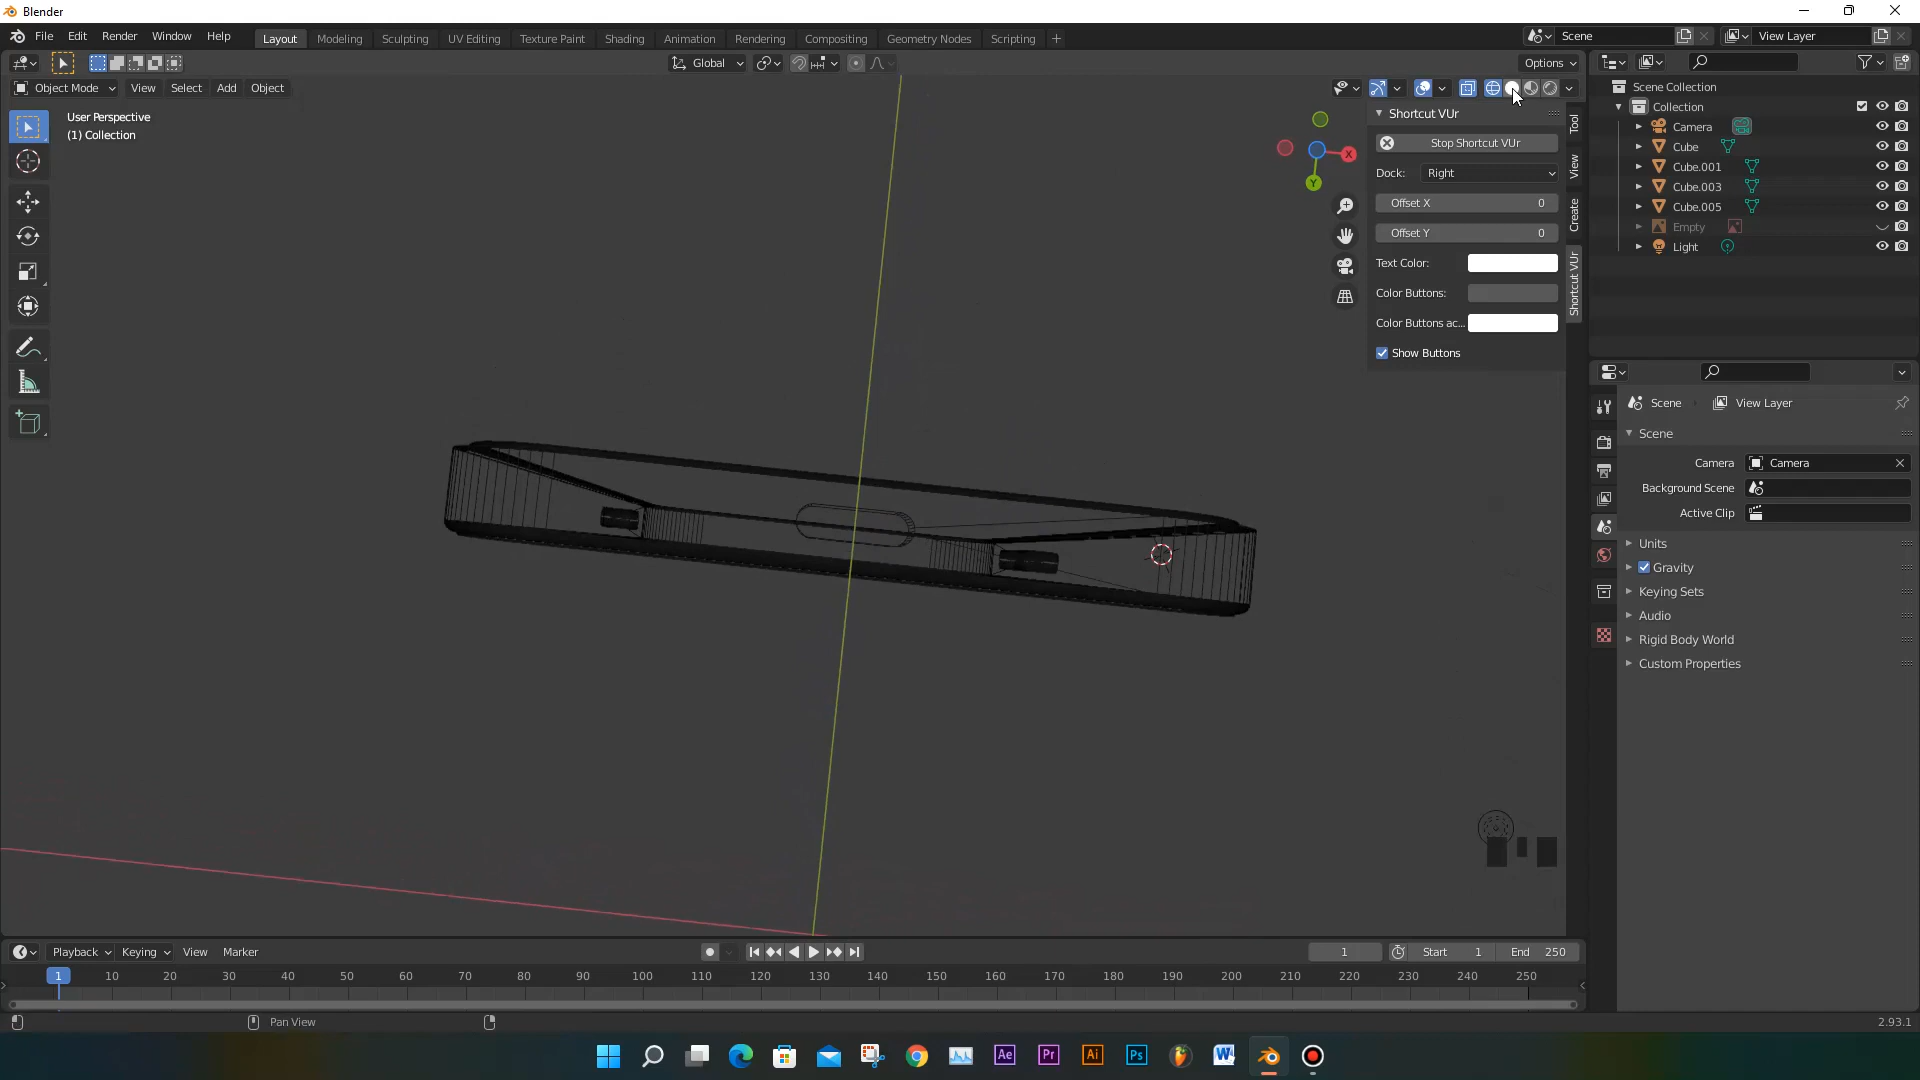 Blender
File Edit Render Window Help
Layout Modeling Sculpting UV Editing Texture Paint Shading Animation Rendering Compositing Geometry Nodes Scripting
Scene
View Layer
Global
Options
Object Mode View Select Add Object
User Perspective
(1) Collection
X
Y
Shortcut VUr
Stop Shortcut VUr
Dock: Right
Offset X 0
Offset Y 0
Text Color:
Color Buttons:
Color Buttons ac...
Show Buttons
Tool
View
Create
Shortcut VUr
Scene Collection
Collection
Camera
Cube
Cube.001
Cube.003
Cube.005
Empty
Light
Scene View Layer
Scene
Camera Camera
Background Scene
Active Clip
Units
Gravity
Keying Sets
Audio
Rigid Body World
Custom Properties
Playback Keying View Marker
1 Start 1 End 250
1 10 20 30 40 50 60 70 80 90 100 110 120 130 140 150 160 170 180 190 200 210 220 230 240 250
Pan View
2.93.1
Ae Pr Ai Ps W